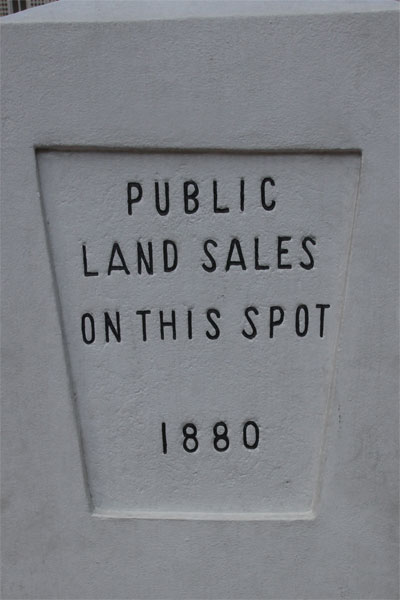 PUBLIC
LAND SALES
ON THIS SPOT
1880